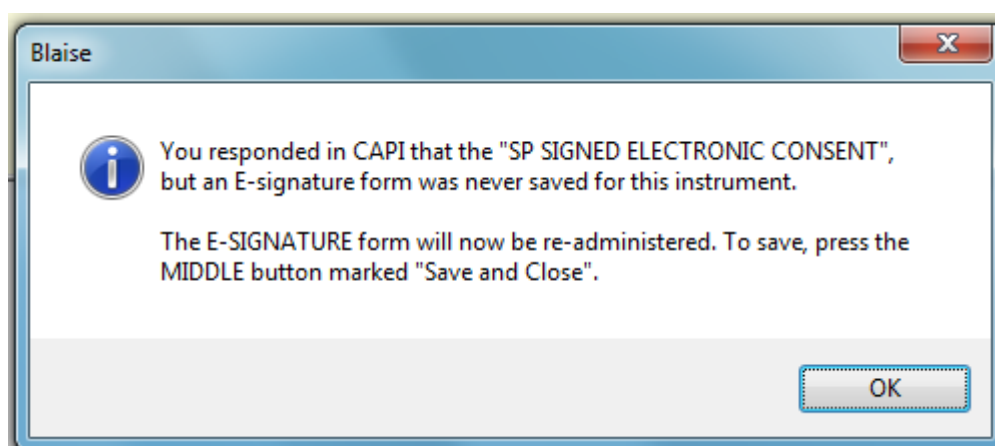 Blaise
You responded in CAPI that the "SP SIGNED ELECTRONIC CONSENT",
but an E-signature form was never saved for this instrument.
The E-SIGNATURE form will now be re-administered. To save, press the
MIDDLE button marked "Save and Close".
OK